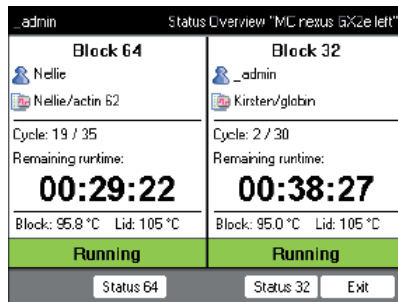 _admin Status Overview "MC nexus GX2e left"
Block 64
Nellie
Nellie/actin 62
Cycle: 19 / 35
Remaining runtime:
00:29:22
Block: 95.8 °C Lid: 105 °C
Running
Block 32
_admin
Kirsten/globin
Cycle: 2 / 30
Remaining runtime:
00:38:27
Block: 95.0 °C Lid: 105 °C
Running
Status 64 Status 32 Exit